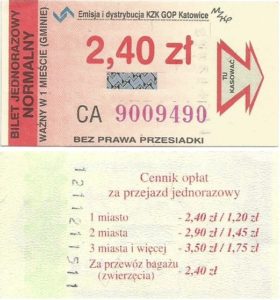 BILET JEDNORAZOWY
NORMALNY
WAŻNY W 1 MIEŚCIE (GMINIE)
Emisja i dystrybucja KZK GOP Katowice
2,40 zł
TU
KASOWAĆ
CA 9009490
BEZ PRAWA PRZESIADKI
Cennik opłat
za przejazd jednorazowy
1 miasto - 2,40 zł / 1,20 zł
2 miasta - 2,90 zł / 1,45 zł
3 miasta i więcej - 3,50 zł / 1,75 zł
Za przewóz bagażu
(zwierzęcia) - 2,40 zł